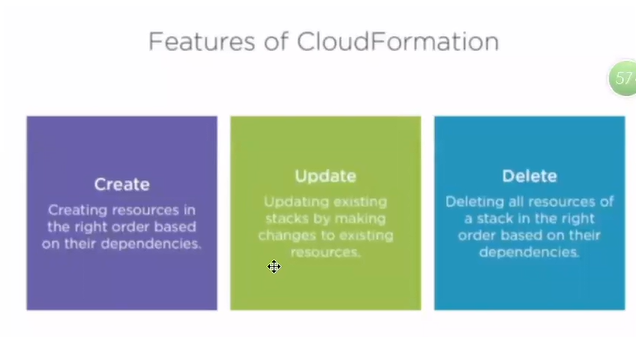 Features of CloudFormation
57
Create
Creating resources in
the right order based
on their dependencies.
Update
Updating existing
stacks by making
changes to existing
resources.
Delete
Deleting all resources of
a stack in the right
order based on their
dependencies.